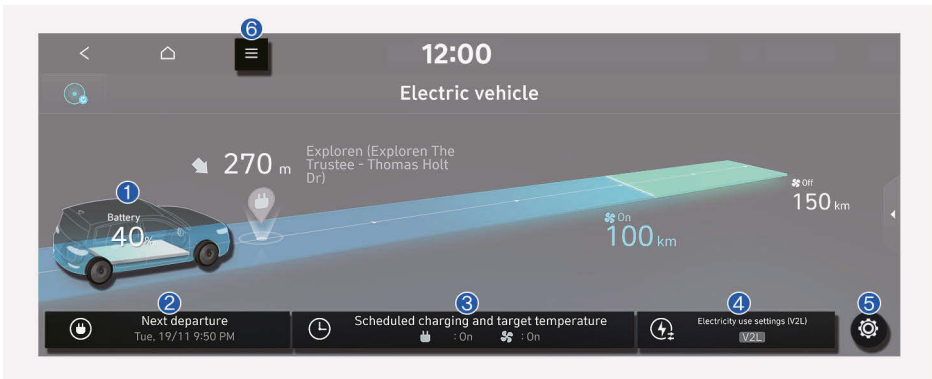 6
12:00
Electric vehicle
270 m
Exploren (Exploren The
Trustee - Thomas Holt
Dr)
1
Battery
40%
Off
150 km
On
100 km
2
Next departure
Tue, 19/11 9:50 PM
3
Scheduled charging and target temperature
: On : On
4
Electricity use settings (V2L)
V2L
5